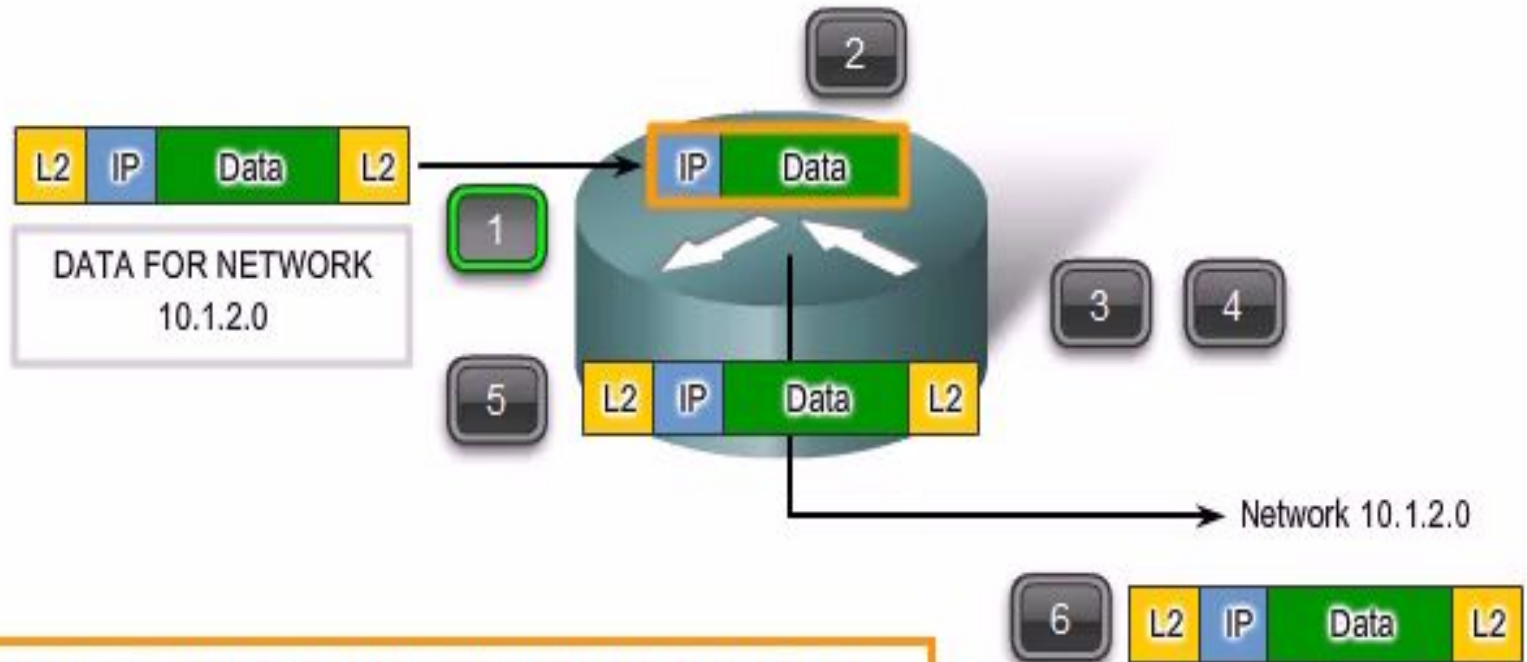 2
L2 IP Data L2
IP Data
1
DATA FOR NETWORK
10.1.2.0
3 4
5
L2 IP Data L2
Network 10.1.2.0
6
L2 IP Data L2